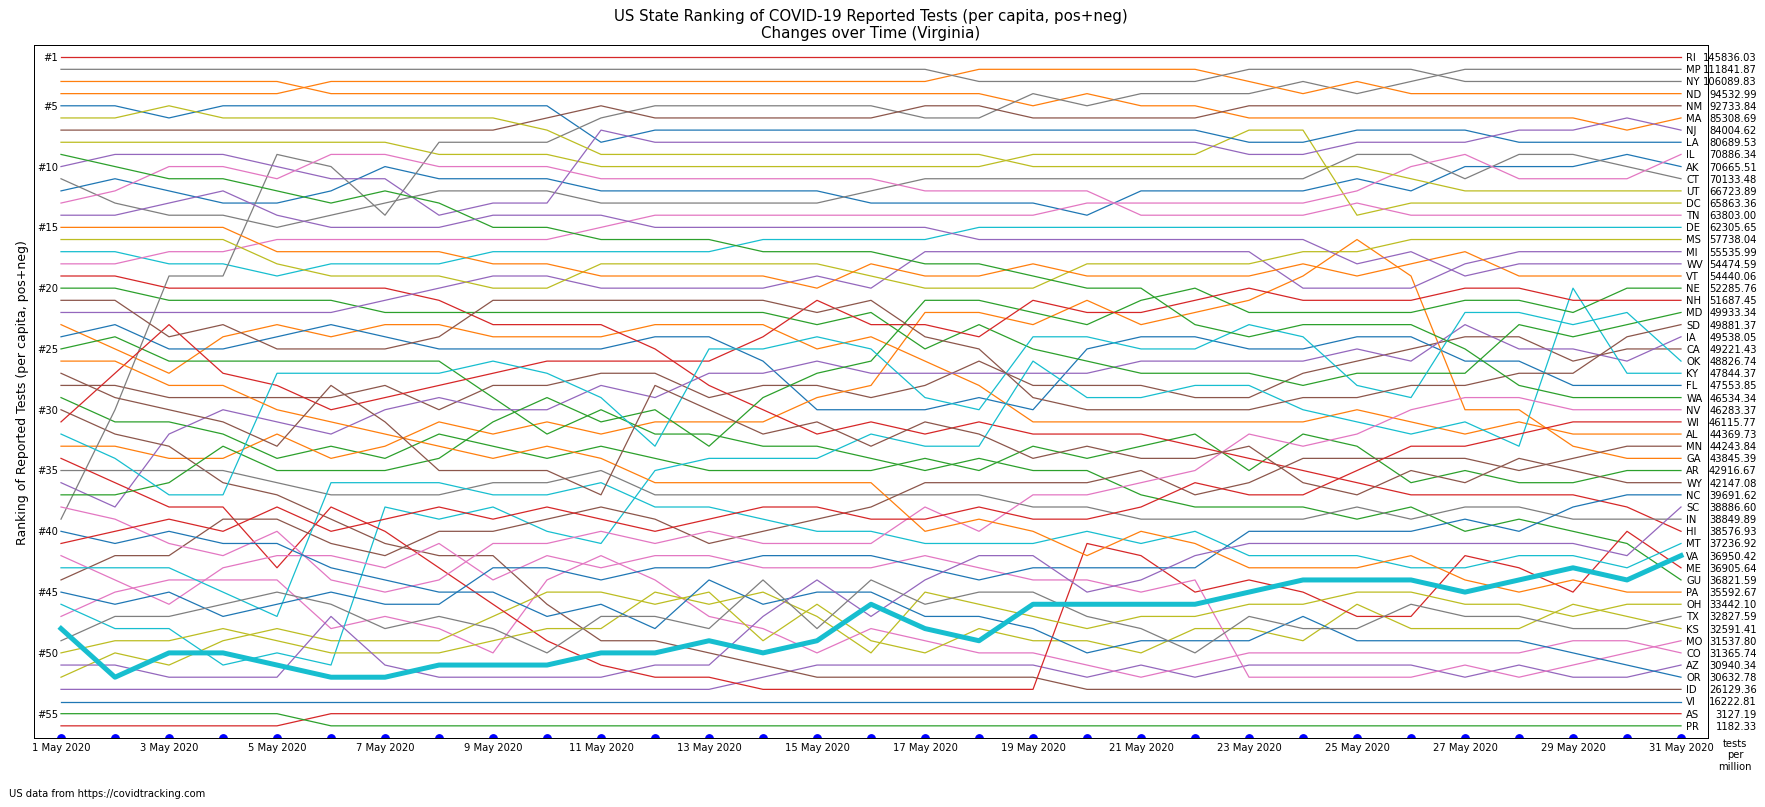 US State Ranking of COVID-19 Reported Tests (per capita, pos+neg)
Changes over Time (Virginia)
Ranking of Reported Tests (per capita, pos+neg)
#1
#5
#10
#15
#20
#25
#30
#35
#40
#45
#50
#55
RI 145836.03
MP 111841.87
NY 106089.83
ND 94532.99
NM 92733.84
MA 85308.69
NJ 84004.62
LA 80689.53
IL 70886.34
AK 70665.51
CT 70133.48
UT 66723.89
DC 65863.36
TN 63803.00
DE 62305.65
MS 57738.04
MI 55535.99
WV 54474.59
VT 54440.06
NE 52285.76
NH 51687.45
MD 49933.34
SD 49881.37
IA 49538.05
CA 49221.43
OK 48826.74
KY 47844.37
FL 47553.85
WA 46534.34
NV 46283.37
WI 46115.77
AL 44369.73
MN 44243.84
GA 43845.39
AR 42916.67
WY 42147.08
NC 39691.62
SC 38886.60
IN 38849.89
HI 38576.93
MT 37236.92
VA 36950.42
ME 36905.64
GU 36821.59
PA 35592.67
OH 33442.10
TX 32827.59
KS 32591.41
MO 31537.80
CO 31365.74
AZ 30940.34
OR 30632.78
ID 26129.36
VI 16222.81
AS 3127.19
PR 1182.33
1 May 2020
3 May 2020
5 May 2020
7 May 2020
9 May 2020
11 May 2020
13 May 2020
15 May 2020
17 May 2020
19 May 2020
21 May 2020
23 May 2020
25 May 2020
27 May 2020
29 May 2020
31 May 2020
tests
per
million
US data from https://covidtracking.com